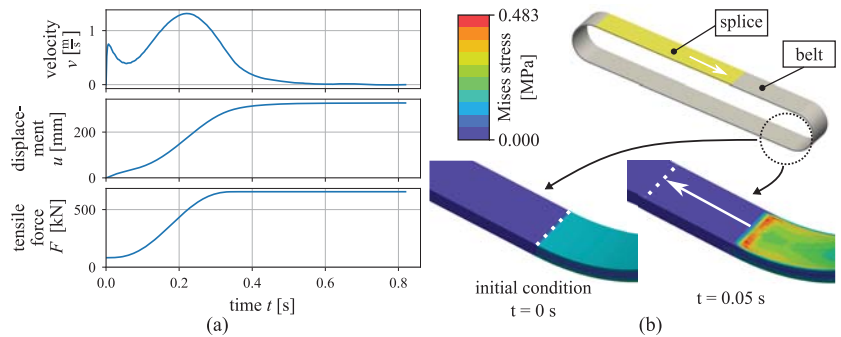 velocity
v [m/s]
1
0
displace-
ment
u [mm]
200
0
tensile
force
F [kN]
500
0
0.0 0.2 0.4 0.6 0.8
time t [s]
(a)
0.483
Mises stress
[MPa]
0.000
splice
belt
initial condition
t = 0 s
t = 0.05 s
(b)